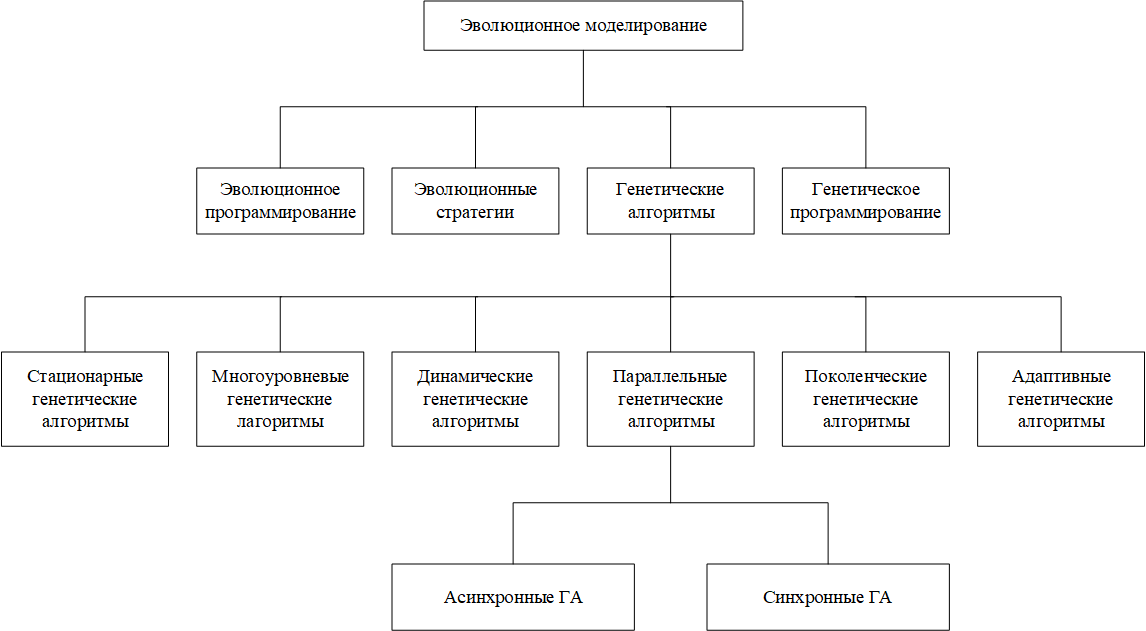 Эволюционное моделирование
Эволюционное
программирование
Эволюционные
стратегии
Генетические
алгоритмы
Генетическое
программирование
Стационарные
генетические
алгоритмы
Многоуровневые
генетические
лагоритмы
Динамические
генетические
алгоритмы
Параллельные
генетические
алгоритмы
Поколенческие
генетические
алгоритмы
Адаптивные
генетические
алгоритмы
Асинхронные ГА
Синхронные ГА